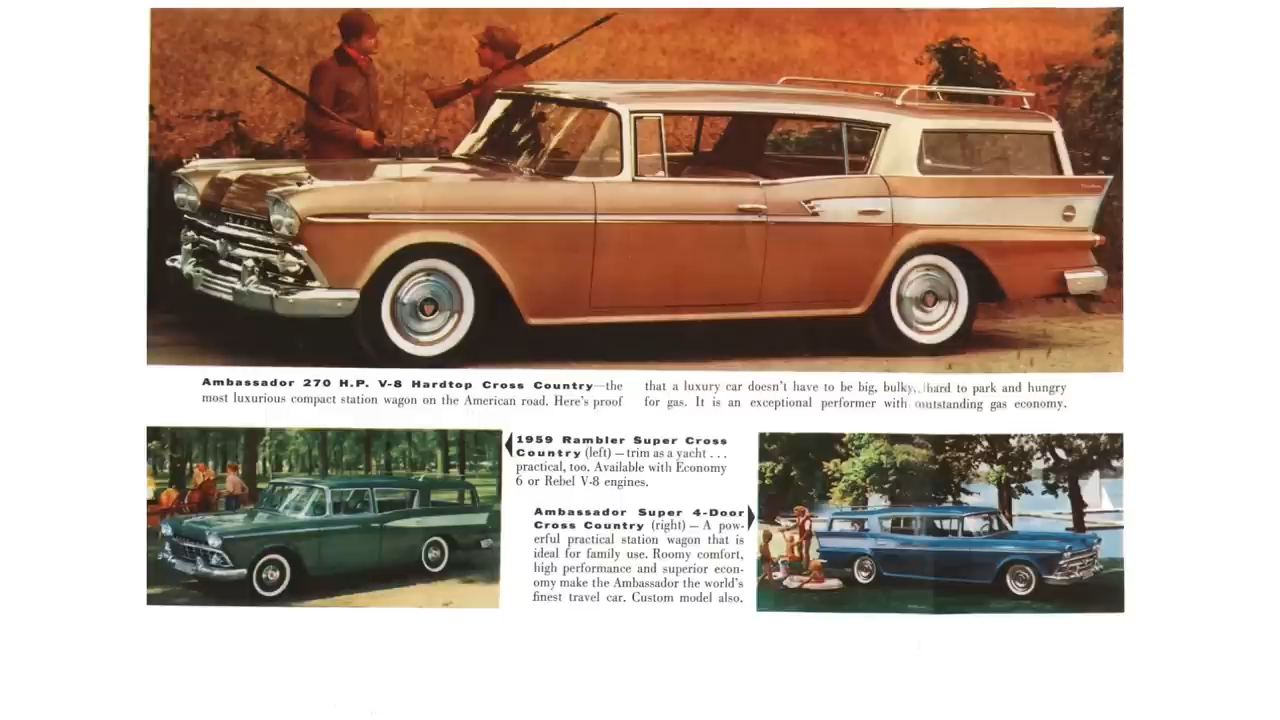 Ambassador 270 H.P. V-8 Hardtop Cross Country—the
most luxurious compact station wagon on the American road. Here's proof
that a luxury car doesn't have to be big, bulky, hard to park and hungry
for gas. It is an exceptional performer with outstanding gas economy.
1959 Rambler Super Cross
Country (left) — trim as a yacht . . .
practical, too. Available with Economy
6 or Rebel V-8 engines.
Ambassador Super 4-Door
Cross Country (right) — A pow-
erful practical station wagon that is
ideal for family use. Roomy comfort,
high performance and superior econ-
omy make the Ambassador the world's
finest travel car. Custom model also.